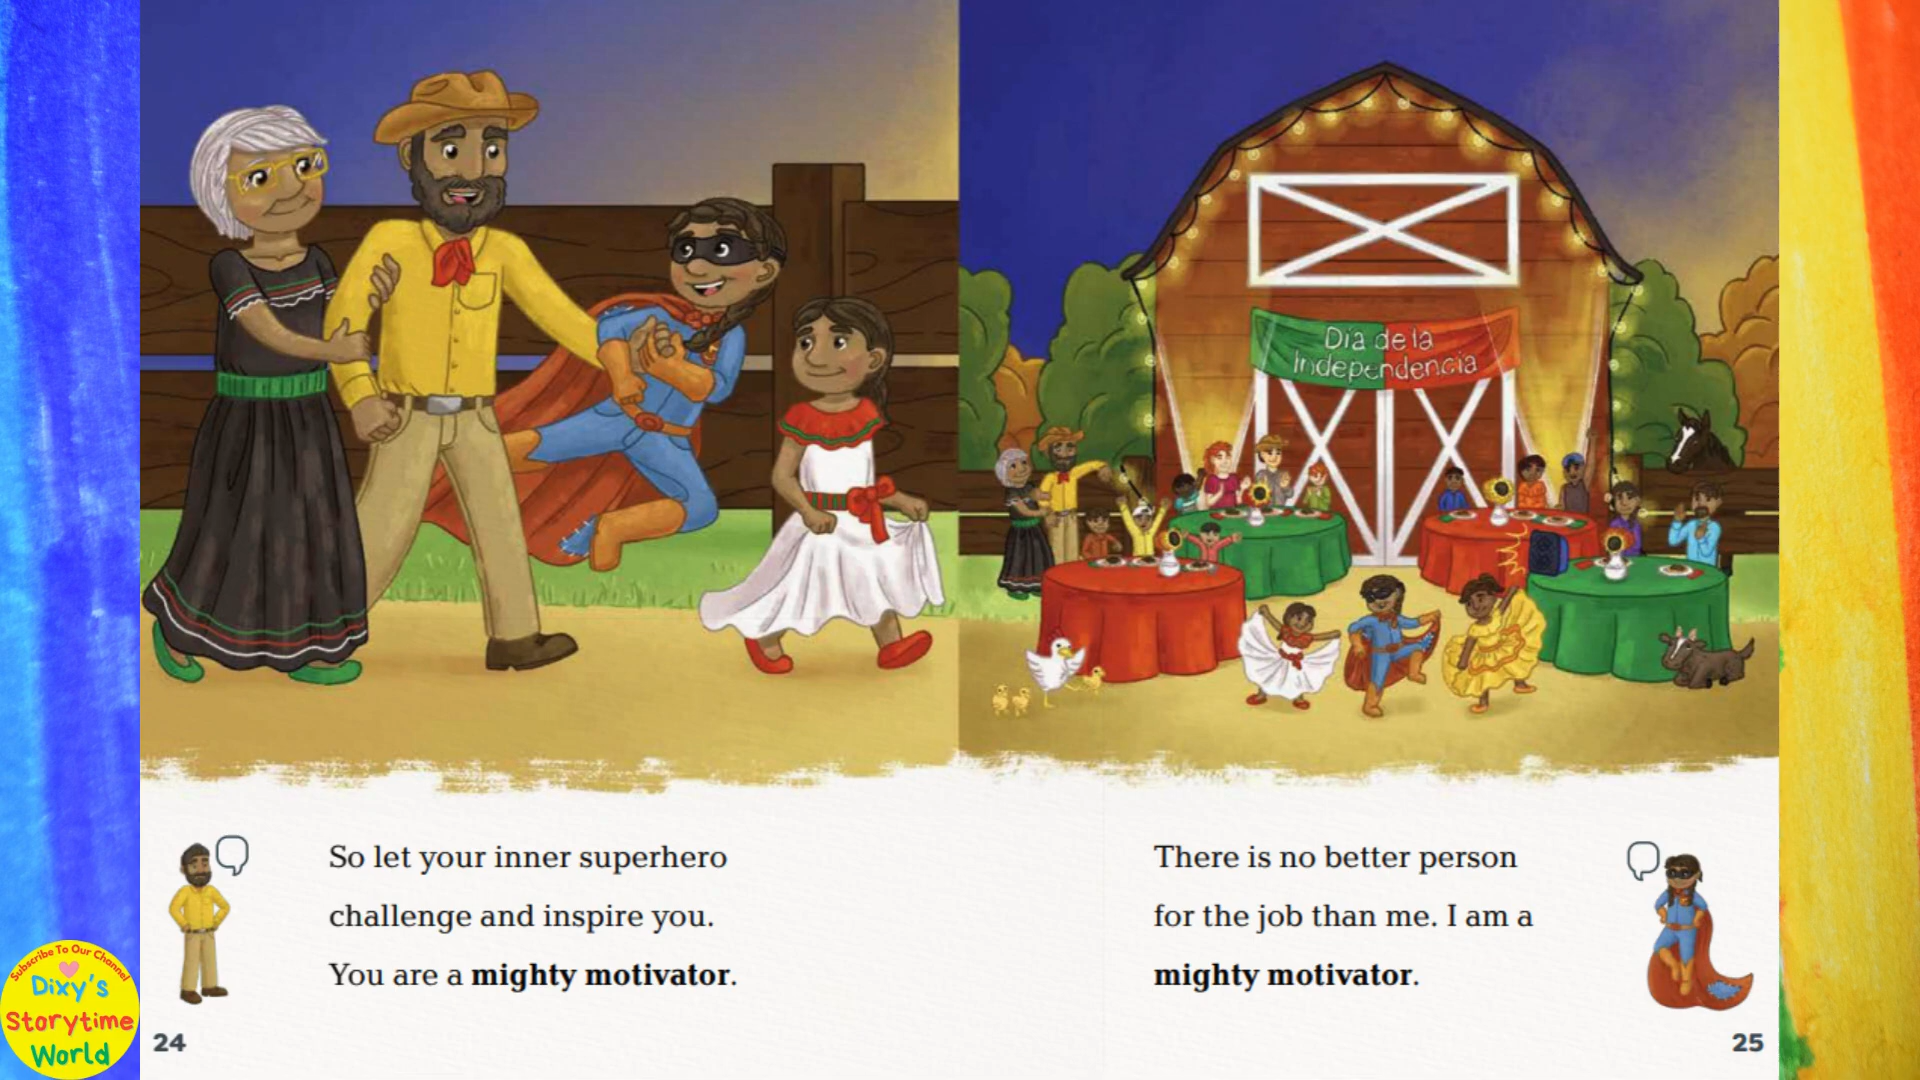 Día de la
Independencia
So let your inner superhero
challenge and inspire you.
You are a mighty motivator.
24
There is no better person
for the job than me. I am a
mighty motivator.
25
Subscribe To Our Channel
Dixy's
Storytime
World